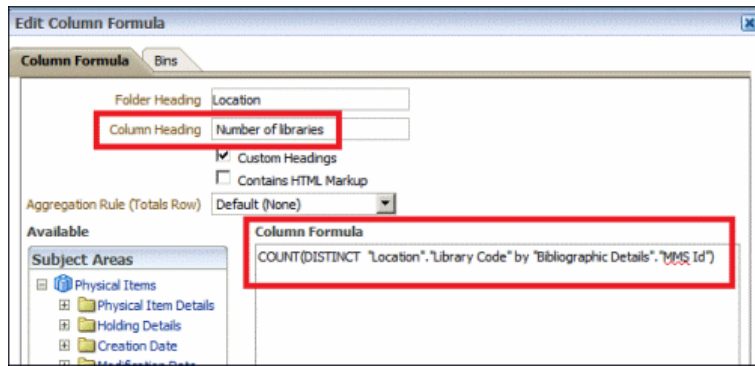 Edit Column Formula
Column Formula Bins
Folder Heading Location
Column Heading Number of libraries
Custom Headings
Contains HTML Markup
Aggregation Rule (Totals Row) Default (None)
Available Column Formula
Subject Areas COUNT(DISTINCT "Location"."Library Code" by "Bibliographic Details"."MMS Id")
Physical Items
Physical Item Details
Holding Details
Creation Date
Modification Date